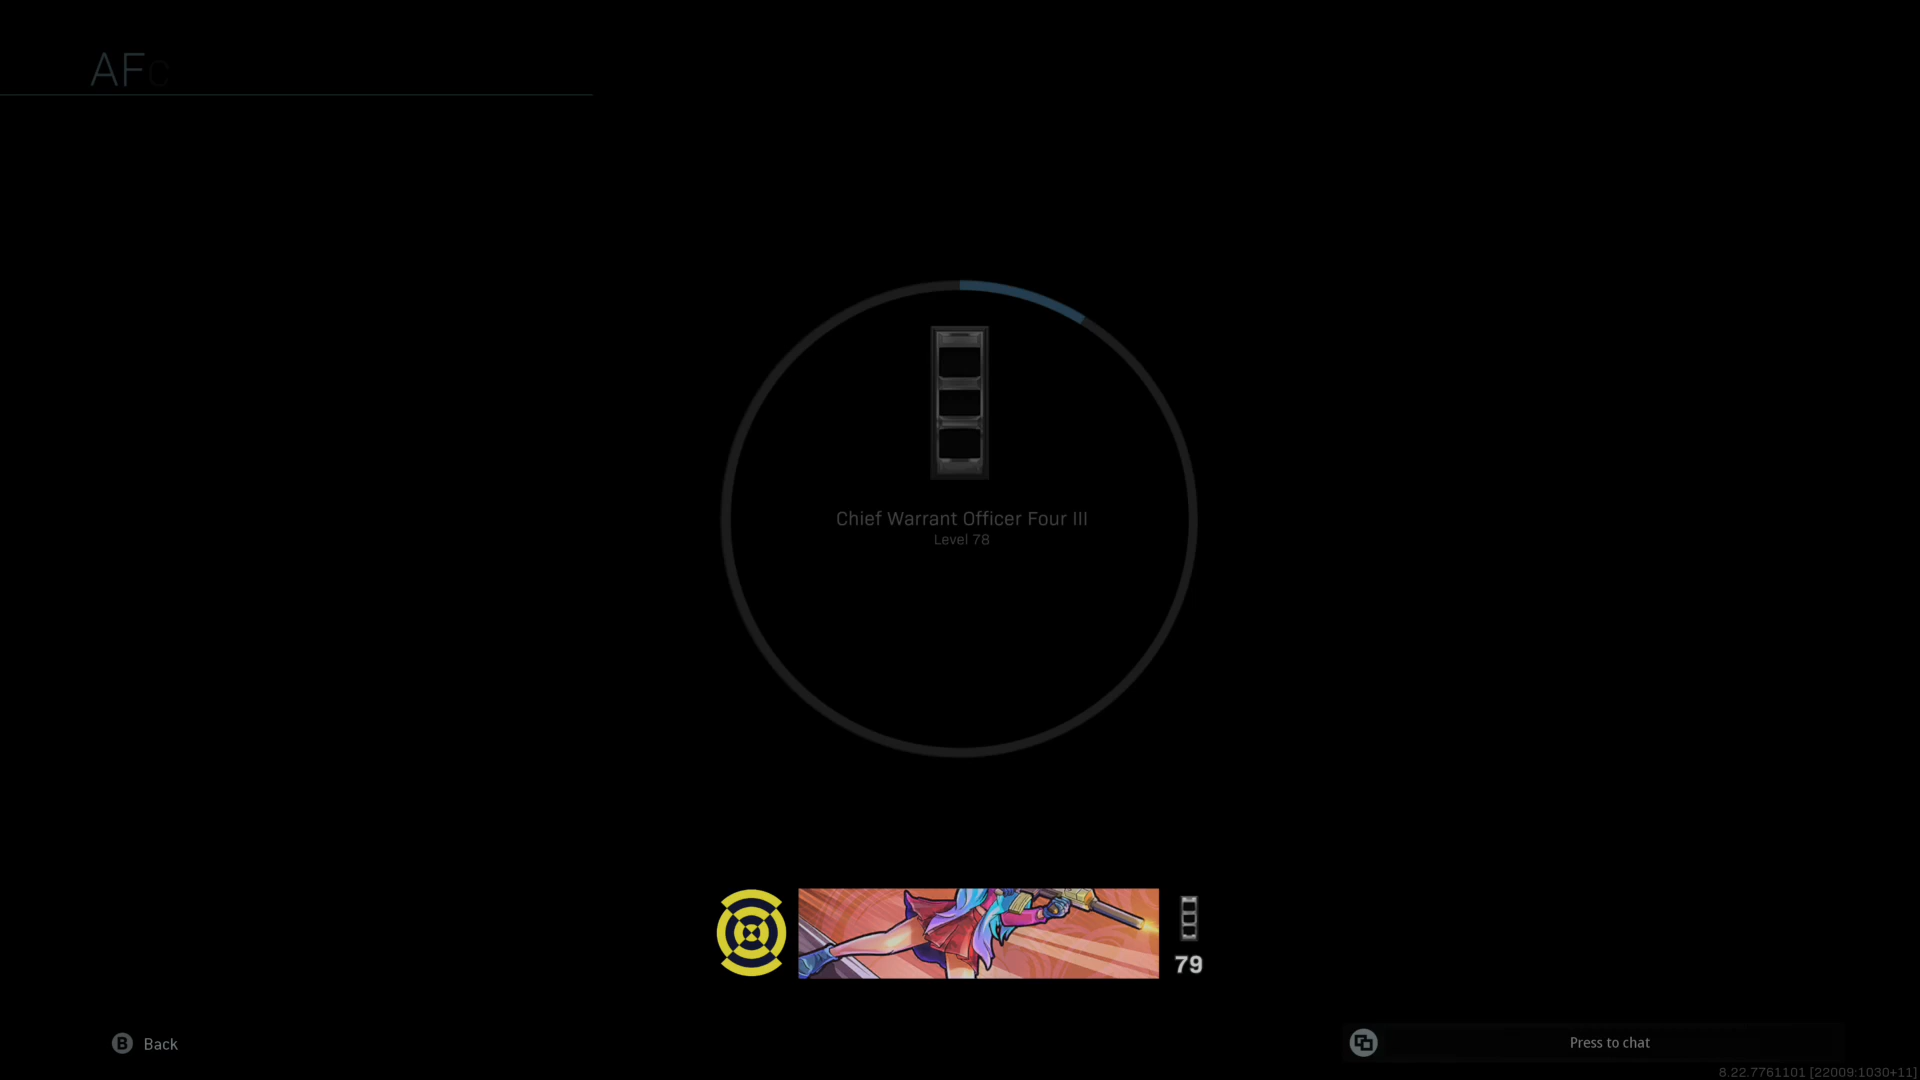 AF
Chief Warrant Officer Four III
Level 78
79
B Back
Press to chat
8.22.7761101 [22009:1030+11]